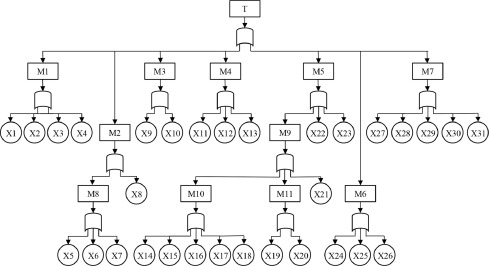 T
M1 M3 M4 M5 M7
X1 X2 X3 X4 M2 X9 X10 X11 X12 X13 M9 X22 X23 X27 X28 X29 X30 X31
M8 X8 M10 M11 X21 M6
X5 X6 X7 X14 X15 X16 X17 X18 X19 X20 X24 X25 X26